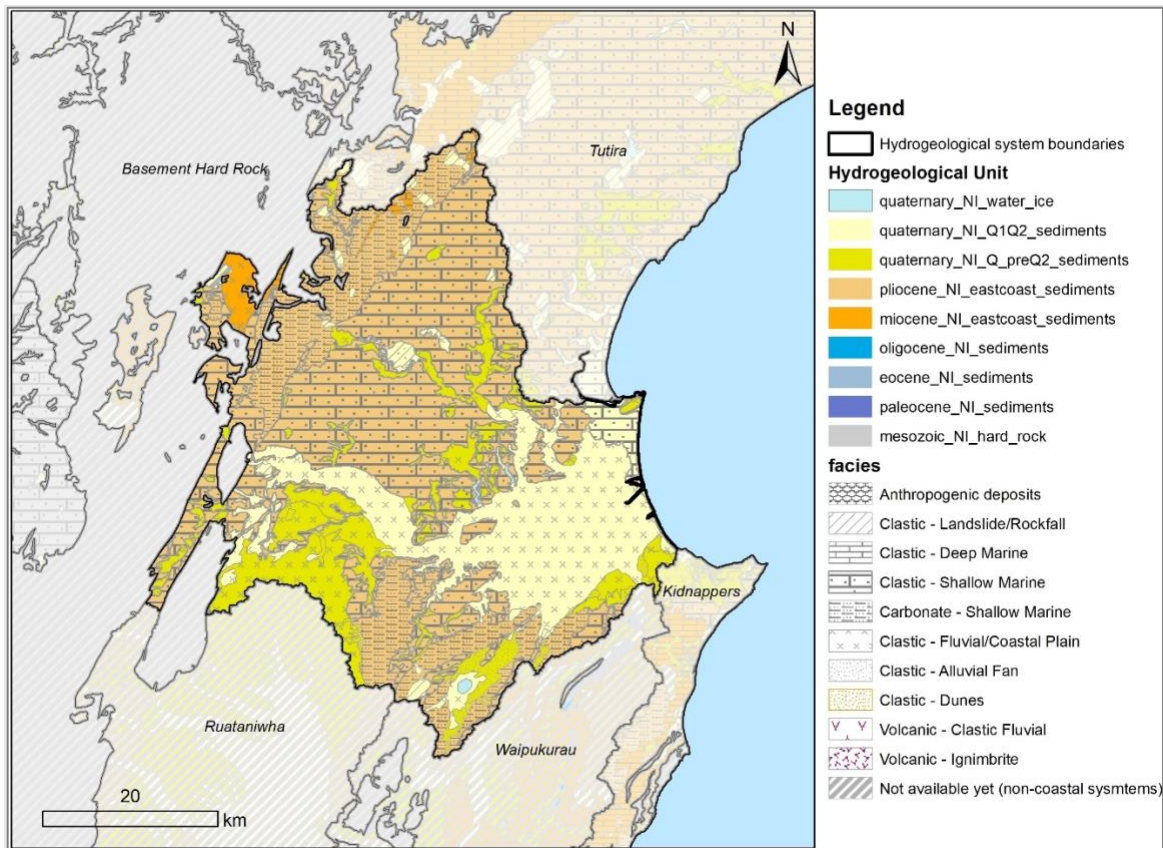 N
Tutira
Basement Hard Rock
Kidnappers
Ruataniwha
Waipukurau
20
km
Legend
Hydrogeological system boundaries
Hydrogeological Unit
quaternary_NI_water_ice
quaternary_NI_Q1Q2_sediments
quaternary_NI_Q_preQ2_sediments
pliocene_NI_eastcoast_sediments
miocene_NI_eastcoast_sediments
oligocene_NI_sediments
eocene_NI_sediments
paleocene_NI_sediments
mesozoic_NI_hard_rock
facies
Anthropogenic deposits
Clastic - Landslide/Rockfall
Clastic - Deep Marine
Clastic - Shallow Marine
Carbonate - Shallow Marine
Clastic - Fluvial/Coastal Plain
Clastic - Alluvial Fan
Clastic - Dunes
Volcanic - Clastic Fluvial
Volcanic - Ignimbrite
Not available yet (non-coastal sysmtems)